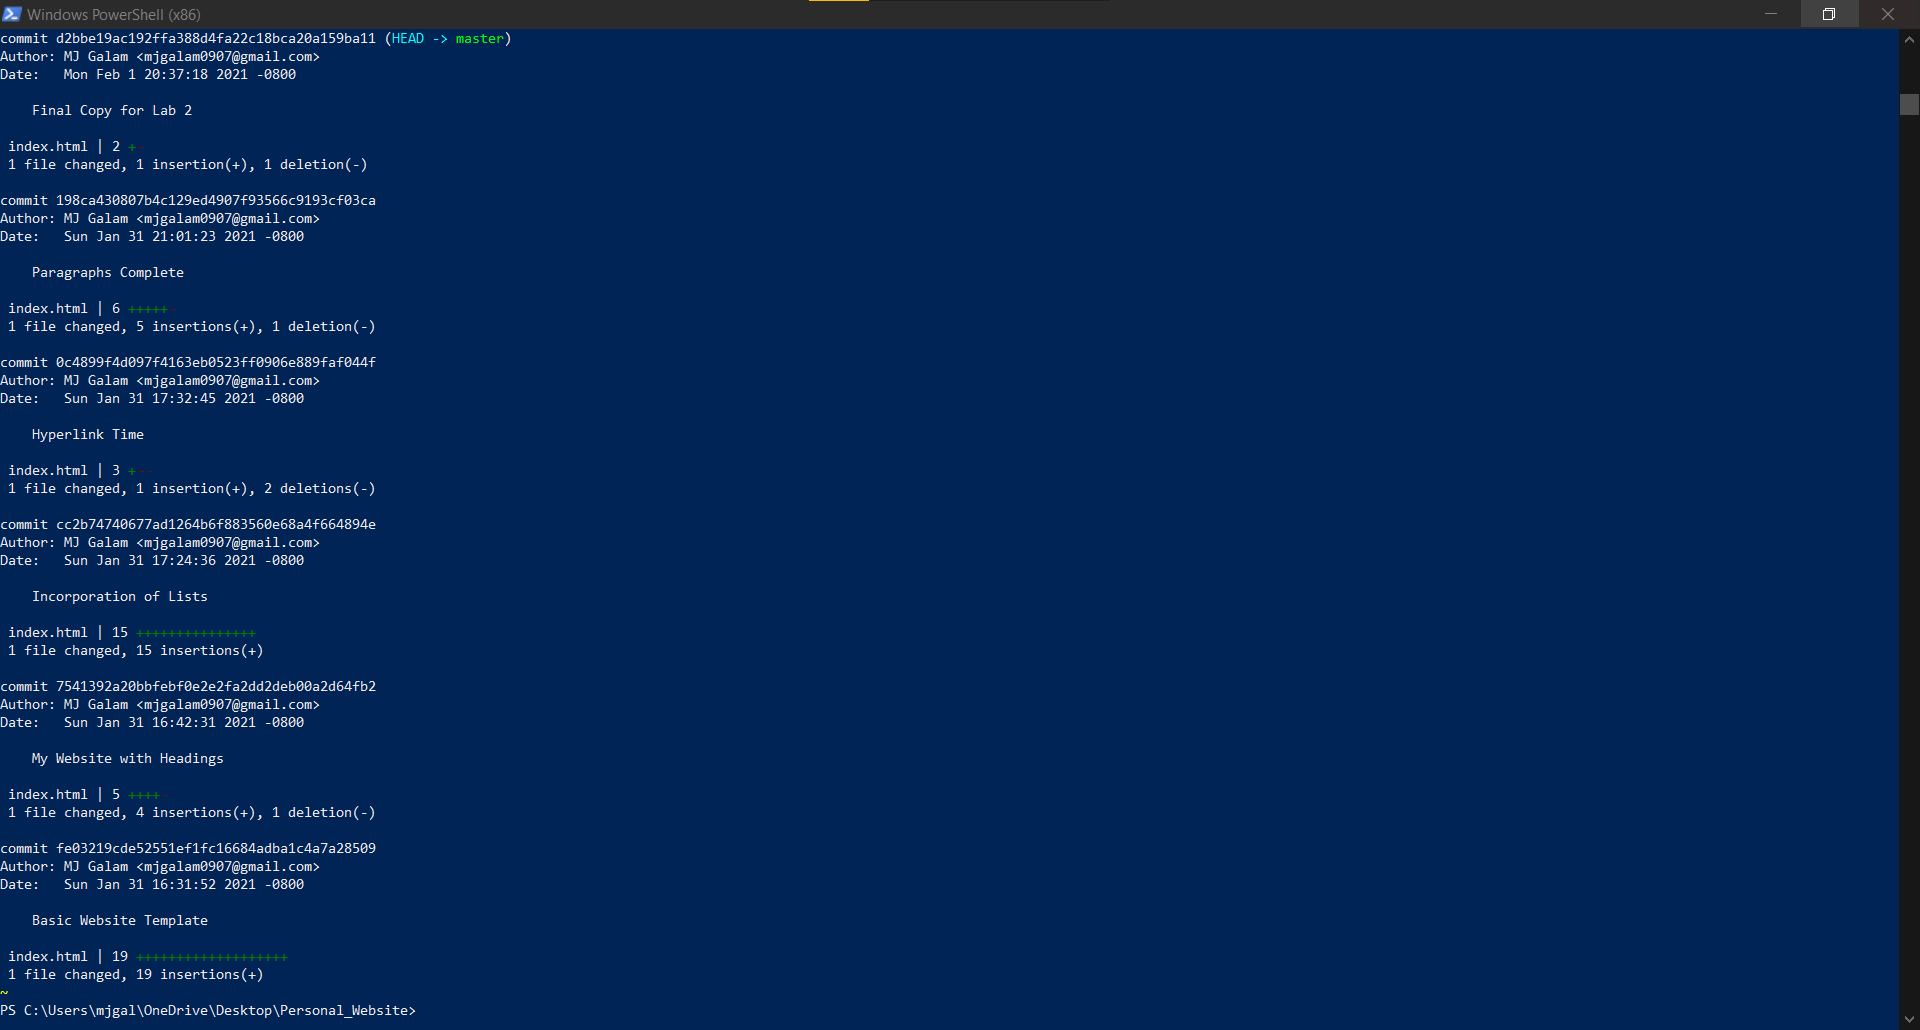 Windows PowerShell (x86)
commit d2bbe19ac192ffa388d4fa22c18bca20a159ba11 (HEAD -> master)
Author: MJ Galam <mjgalam0907@gmail.com>
Date:   Mon Feb 1 20:37:18 2021 -0800
    Final Copy for Lab 2
 index.html | 2 +-
 1 file changed, 1 insertion(+), 1 deletion(-)
commit 198ca430807b4c129ed4907f93566c9193cf03ca
Author: MJ Galam <mjgalam0907@gmail.com>
Date:   Sun Jan 31 21:01:23 2021 -0800
    Paragraphs Complete
 index.html | 6 +++++-
 1 file changed, 5 insertions(+), 1 deletion(-)
commit 0c4899f4d097f4163eb0523ff0906e889faf044f
Author: MJ Galam <mjgalam0907@gmail.com>
Date:   Sun Jan 31 17:32:45 2021 -0800
    Hyperlink Time
 index.html | 3 +--
 1 file changed, 1 insertion(+), 2 deletions(-)
commit cc2b74740677ad1264b6f883560e68a4f664894e
Author: MJ Galam <mjgalam0907@gmail.com>
Date:   Sun Jan 31 17:24:36 2021 -0800
    Incorporation of Lists
 index.html | 15 +++++++++++++++
 1 file changed, 15 insertions(+)
commit 7541392a20bbfebf0e2e2fa2dd2deb00a2d64fb2
Author: MJ Galam <mjgalam0907@gmail.com>
Date:   Sun Jan 31 16:42:31 2021 -0800
    My Website with Headings
 index.html | 5 ++++-
 1 file changed, 4 insertions(+), 1 deletion(-)
commit fe03219cde52551ef1fc16684adba1c4a7a28509
Author: MJ Galam <mjgalam0907@gmail.com>
Date:   Sun Jan 31 16:31:52 2021 -0800
    Basic Website Template
 index.html | 19 +++++++++++++++++++
 1 file changed, 19 insertions(+)
~
PS C:\Users\mjgal\OneDrive\Desktop\Personal_Website>